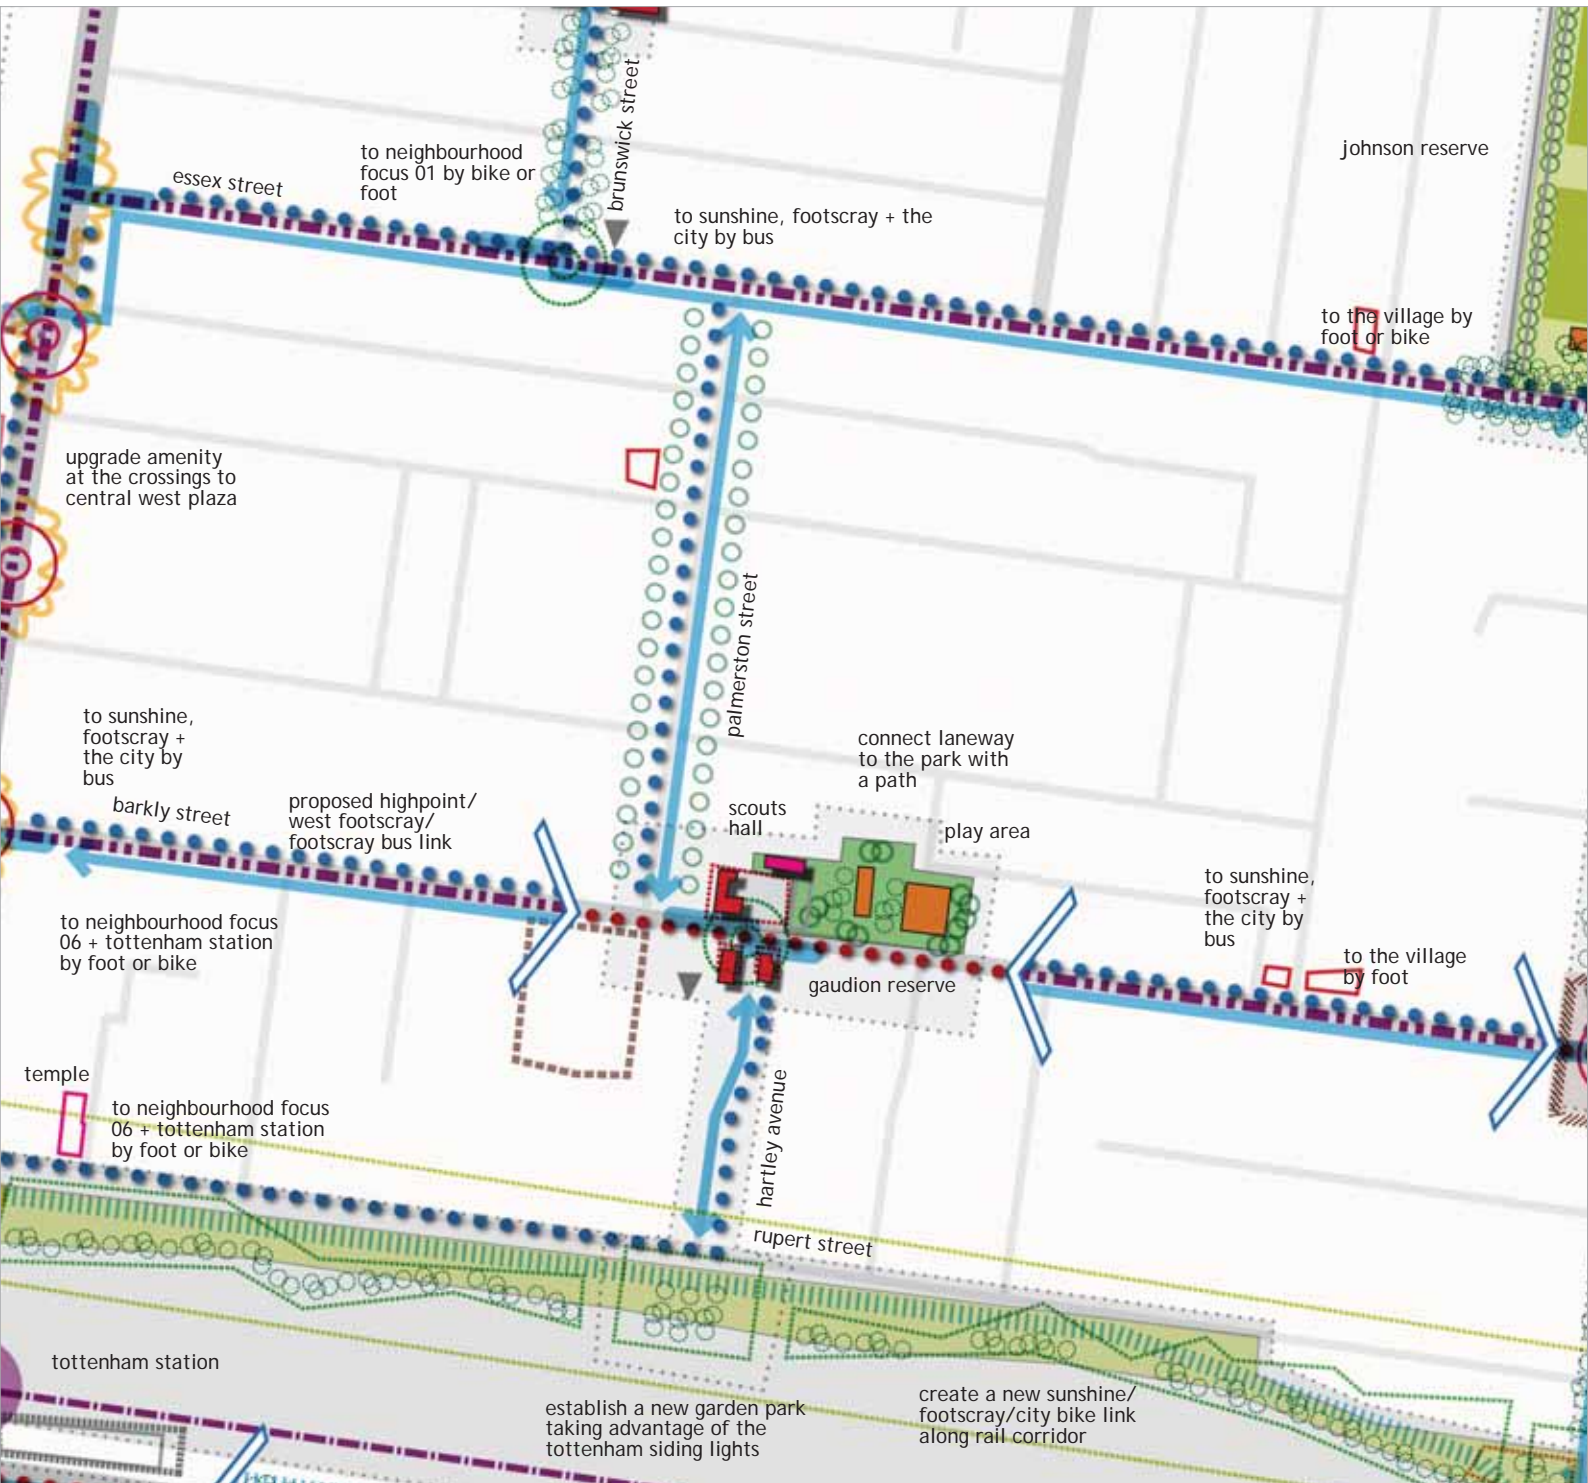 brunswick street
johnson reserve
to neighbourhood
focus 01 by bike or
foot
essex street
to sunshine, footscray + the
city by bus
to the village by
foot or bike
upgrade amenity
at the crossings to
central west plaza
palmerston street
to sunshine,
footscray +
the city by
bus
connect laneway
to the park with
a path
barkly street
proposed highpoint/
west footscray/
footscray bus link
scouts
hall
play area
to sunshine,
footscray +
the city by
bus
to neighbourhood focus
06 + tottenham station
by foot or bike
to the village
by foot
gaudion reserve
temple
hartley avenue
to neighbourhood focus
06 + tottenham station
by foot or bike
rupert street
tottenham station
establish a new garden park
taking advantage of the
tottenham siding lights
create a new sunshine/
footscray/city bike link
along rail corridor